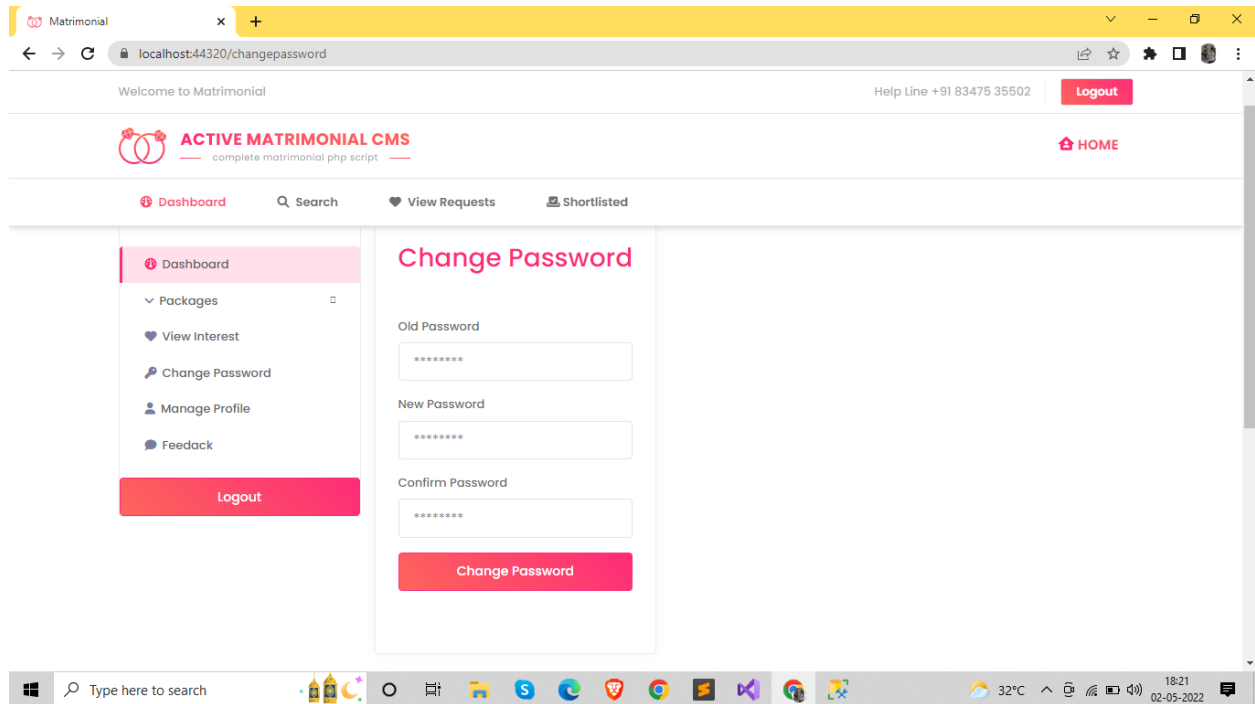 Matrimonial
localhost:44320/changepassword
Welcome to Matrimonial
Help Line +91 83475 35502
Logout
ACTIVE MATRIMONIAL CMS
complete matrimonial php script
HOME
Dashboard Search View Requests Shortlisted
Dashboard
Packages
View Interest
Change Password
Manage Profile
Feedack
Logout
Change Password
Old Password
********
New Password
********
Confirm Password
********
Change Password
Type here to search
32°C
18:21
02-05-2022